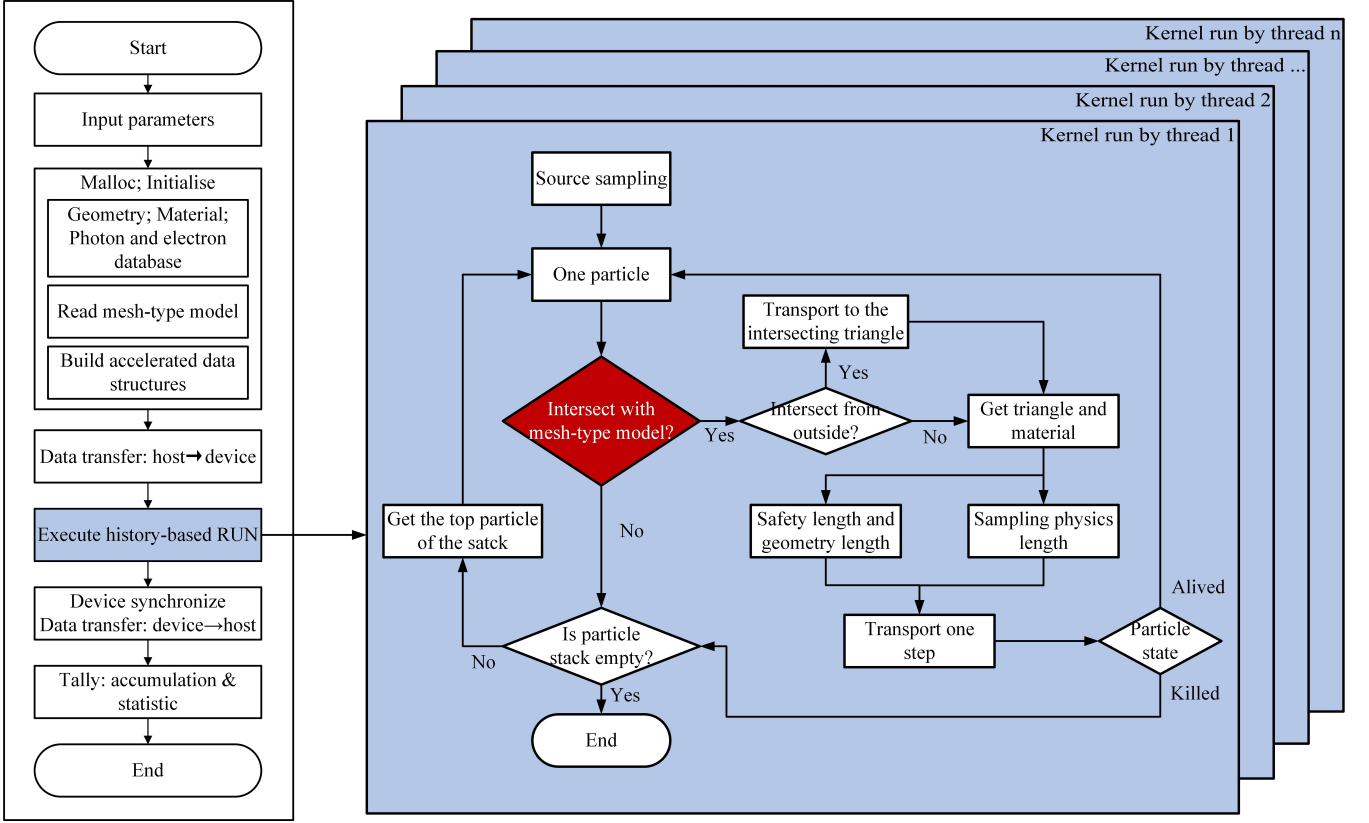 Start
Input parameters
Malloc; Initialise
Geometry; Material;
Photon and electron
database
Read mesh-type model
Build accelerated data
structures
Data transfer: host→device
Execute history-based RUN
Device synchronize
Data transfer: device→host
Tally: accumulation &
statistic
End
Kernel run by thread n
Kernel run by thread ...
Kernel run by thread 2
Kernel run by thread 1
Source sampling
One particle
Transport to the
intersecting triangle
Yes
Intersect with
mesh-type model?
Yes
Intersect from
outside?
No
Get triangle and
material
No
Get the top particle
of the satck
Safety length and
geometry length
Sampling physics
length
Alived
Is particle
stack empty?
No
Yes
Transport one
step
Particle
state
Killed
End